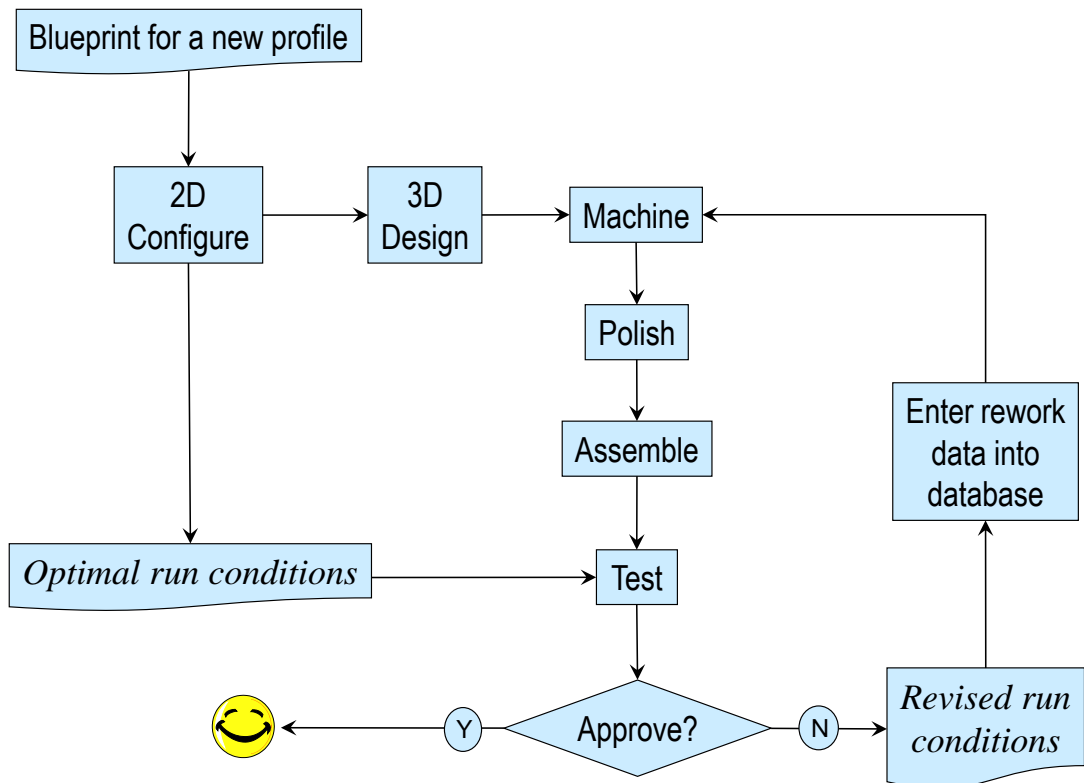 Blueprint for a new profile
2D
Configure
3D
Design
Machine
Polish
Assemble
Enter rework
data into
database
Optimal run conditions
Test
Y
Approve?
N
Revised run
conditions